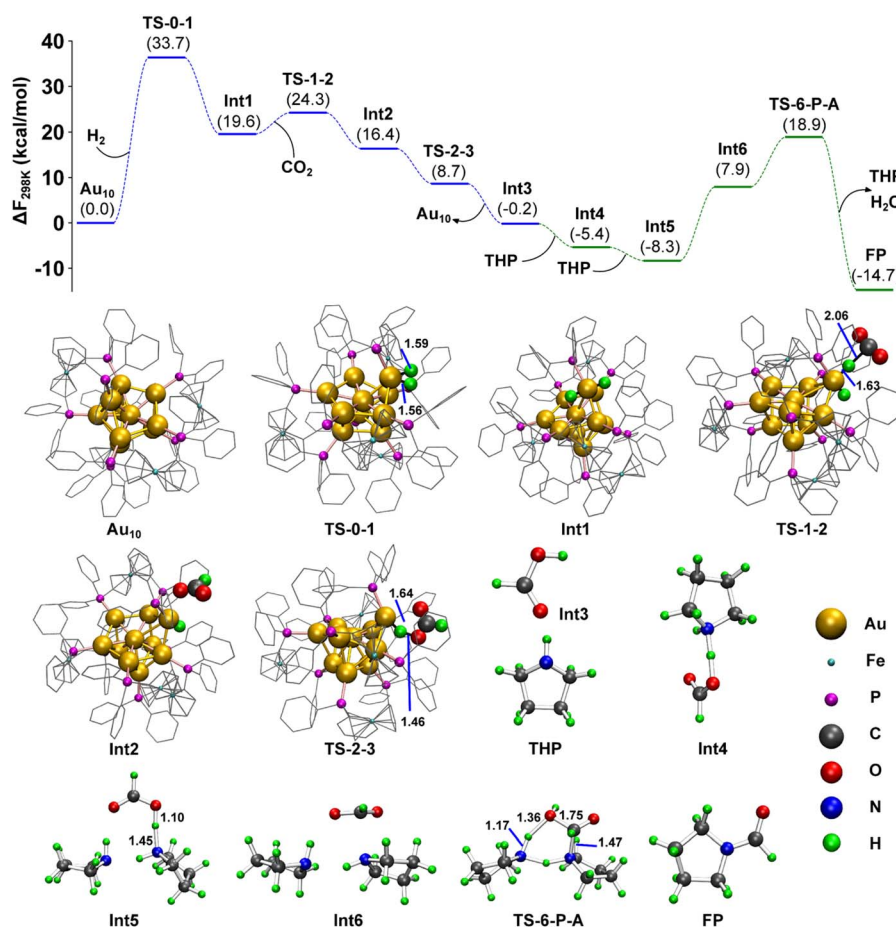 TS-0-1
(33.7)
40
30
20
10
0
-10
ΔF298K (kcal/mol)
Au10
(0.0)
H2
Int1
(19.6)
TS-1-2
(24.3)
CO2
Int2
(16.4)
TS-2-3
(8.7)
Au10
Int3
(-0.2)
THP
Int4
(-5.4)
THP
Int5
(-8.3)
Int6
(7.9)
TS-6-P-A
(18.9)
THP
H2O
FP
(-14.7)
1.59
1.56
2.06
1.63
Au10
TS-0-1
Int1
TS-1-2
1.64
1.46
Int3
Int2
TS-2-3
THP
Int4
Au
Fe
P
C
O
N
H
1.10
1.45
1.17
1.36
1.75
1.47
Int5
Int6
TS-6-P-A
FP